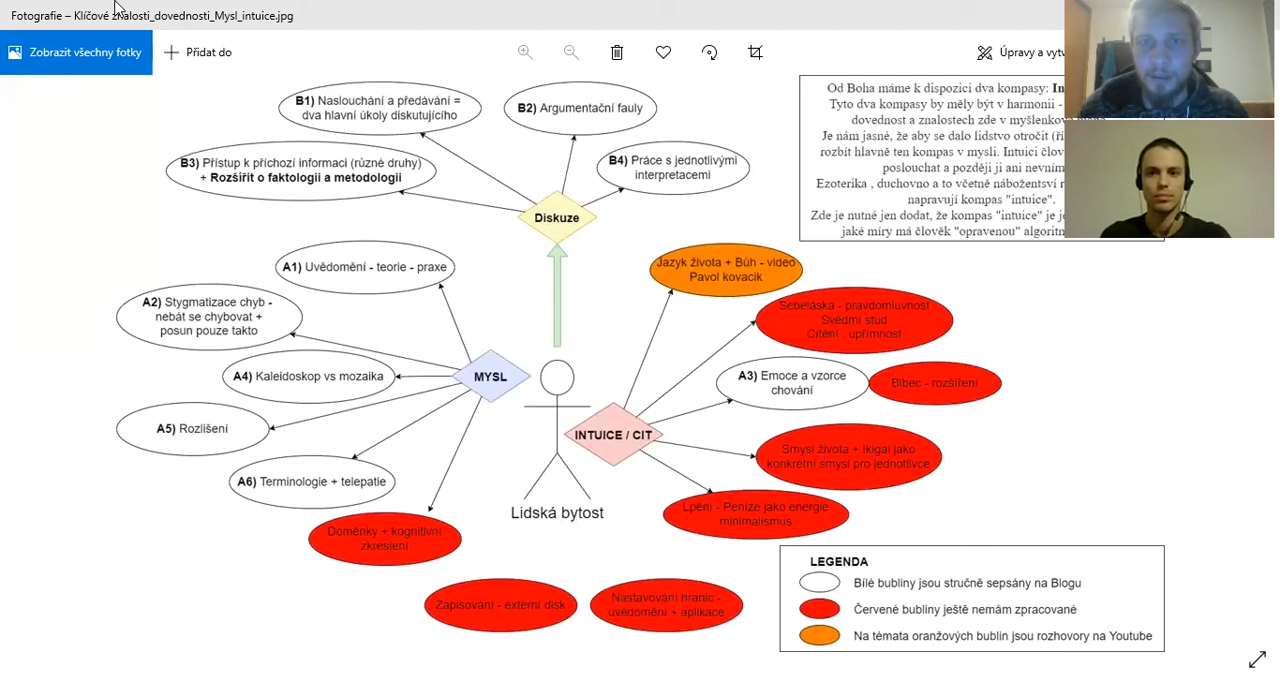 Fotografie – Klíčové znalosti_dovednosti_Mysl_intuice.jpg
Zobrazit všechny fotky
Přidat do
Úpravy a vytv
B1) Naslouchání a předávání =
dva hlavní úkoly diskutujícího
B2) Argumentační fauly
B3) Přístup k příchozí informaci (různé druhy)
+ Rozšířit o faktologii a metodologii
B4) Práce s jednotlivými
interpretacemi
Diskuze
Od Boha máme k dispozici dva kompasy: In
Tyto dva kompasy by měly být v harmonii -
dovednost a znalostech zde v myšlenkov
Je nám jasné, že aby se dalo lidstvo otročit (ři
rozbít hlavně ten kompas v mysli. Intuici člov
poslouchat a později ji ani nevním
Ezoterika , duchovno a to včetně náboženství
napravují kompas "intuice".
Zde je nutné jen dodat, že kompas "intuice" je je
jaké míry má člověk "opravenou" algoritm
A1) Uvědomění - teorie - praxe
A2) Stygmatizace chyb -
nebát se chybovat +
posun pouze takto
A4) Kaleidoskop vs mozaika
A5) Rozlišení
A6) Terminologie + telepatie
Doměnky + kognitivní
zkreslení
MYSL
INTUICE / CIT
Lidská bytost
Jazyk života + Bůh - video
Pavol kovacik
Sebeláska - pravdomluvnost
Svědmí stud
Cítění , upřímnost
A3) Emoce a vzorce
chování
Blbec - rozšíření
Smysl života + Ikigai jako
konkrétní smysl pro jednotlivce
Lpění - Peníze jako energie
minimalismus
Zapisování - externí disk
Nastavování hranic -
uvědomění + aplikace
LEGENDA
Bílé bubliny jsou stručně sepsány na Blogu
Červené bubliny ještě nemám zpracované
Na témata oranžových bublin jsou rozhovory na Youtube